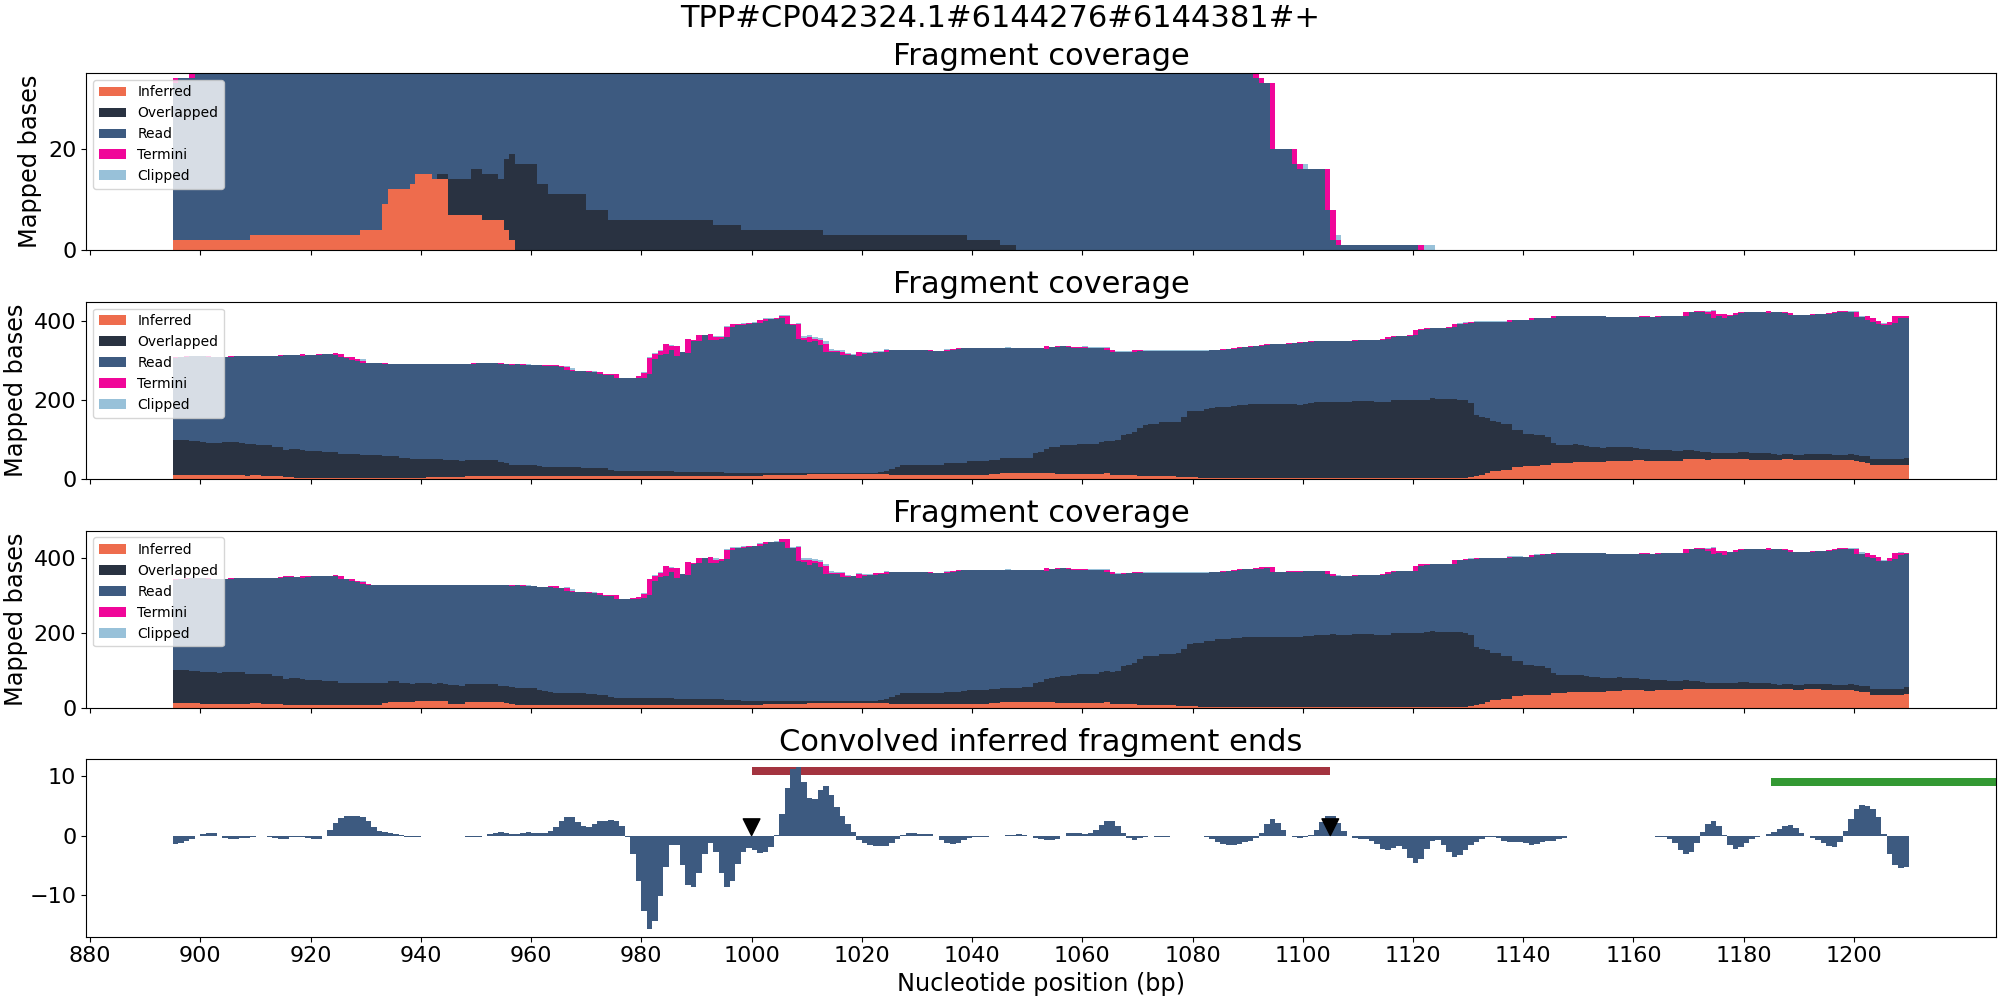 TPP#CP042324.1#6144276#6144381#+
Fragment coverage
Mapped bases
20
0
Inferred
Overlapped
Read
Termini
Clipped
Fragment coverage
Mapped bases
400
200
0
Inferred
Overlapped
Read
Termini
Clipped
Fragment coverage
Mapped bases
400
200
0
Inferred
Overlapped
Read
Termini
Clipped
Convolved inferred fragment ends
10
0
−10
880 900 920 940 960 980 1000 1020 1040 1060 1080 1100 1120 1140 1160 1180 1200
Nucleotide position (bp)